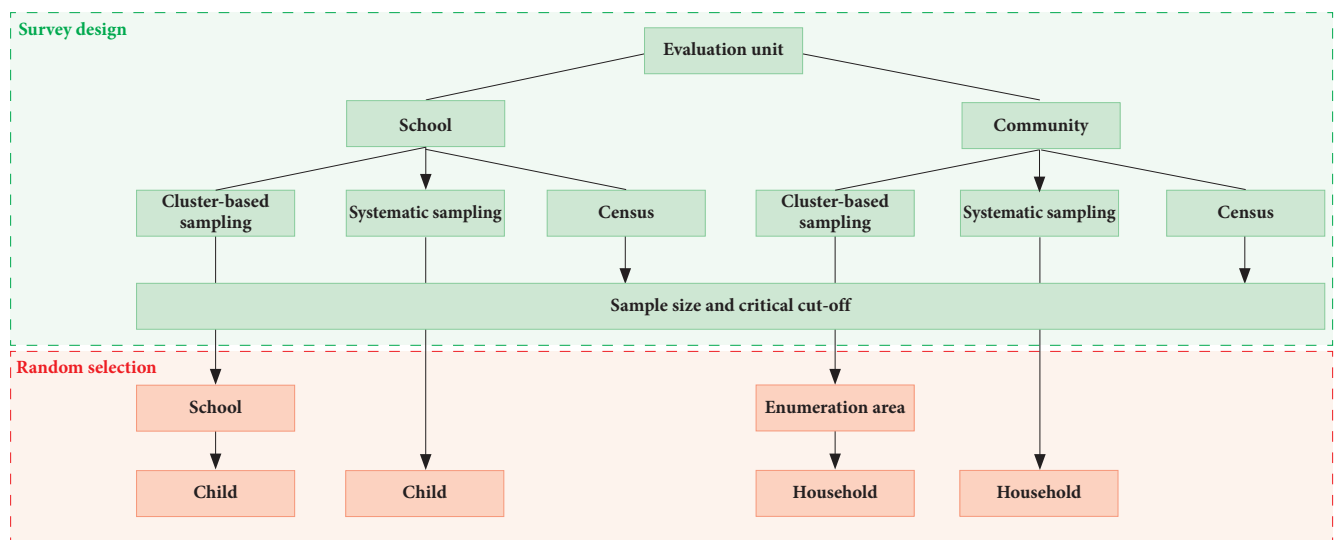 Survey design
Evaluation unit
School
Community
Cluster-based
sampling
Systematic sampling
Census
Cluster-based
sampling
Systematic sampling
Census
Sample size and critical cut-off
Random selection
School
Enumeration area
Child
Child
Household
Household